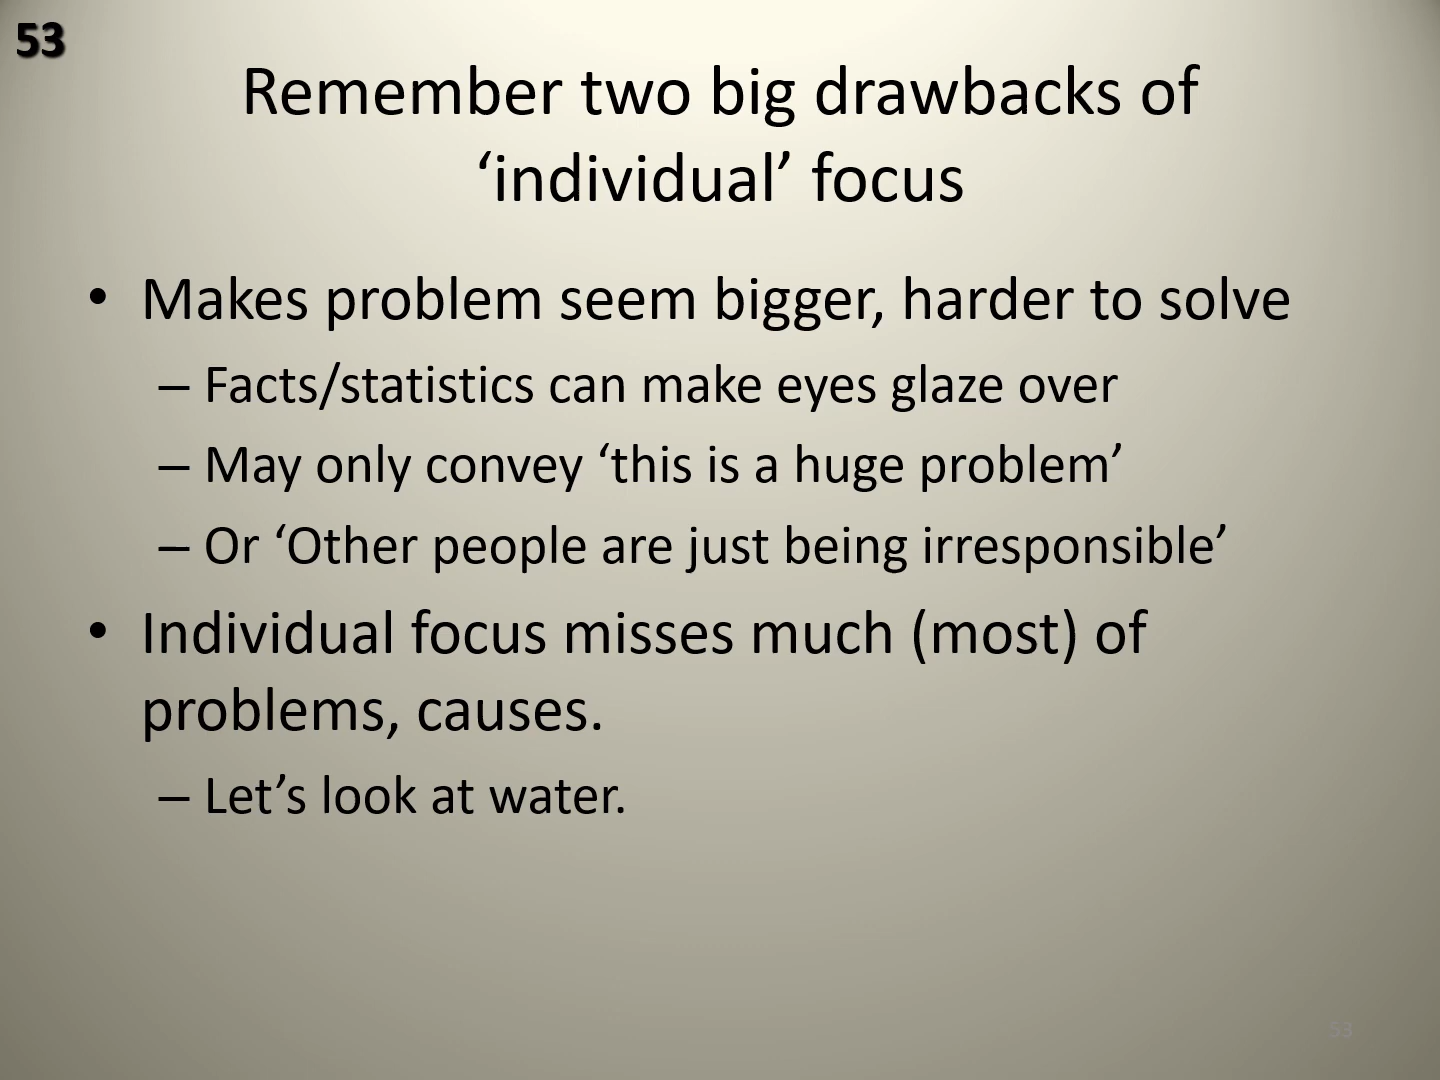 53
Remember two big drawbacks of
‘individual’ focus
• Makes problem seem bigger, harder to solve
– Facts/statistics can make eyes glaze over
– May only convey ‘this is a huge problem’
– Or ‘Other people are just being irresponsible’
• Individual focus misses much (most) of
problems, causes.
– Let’s look at water.
53